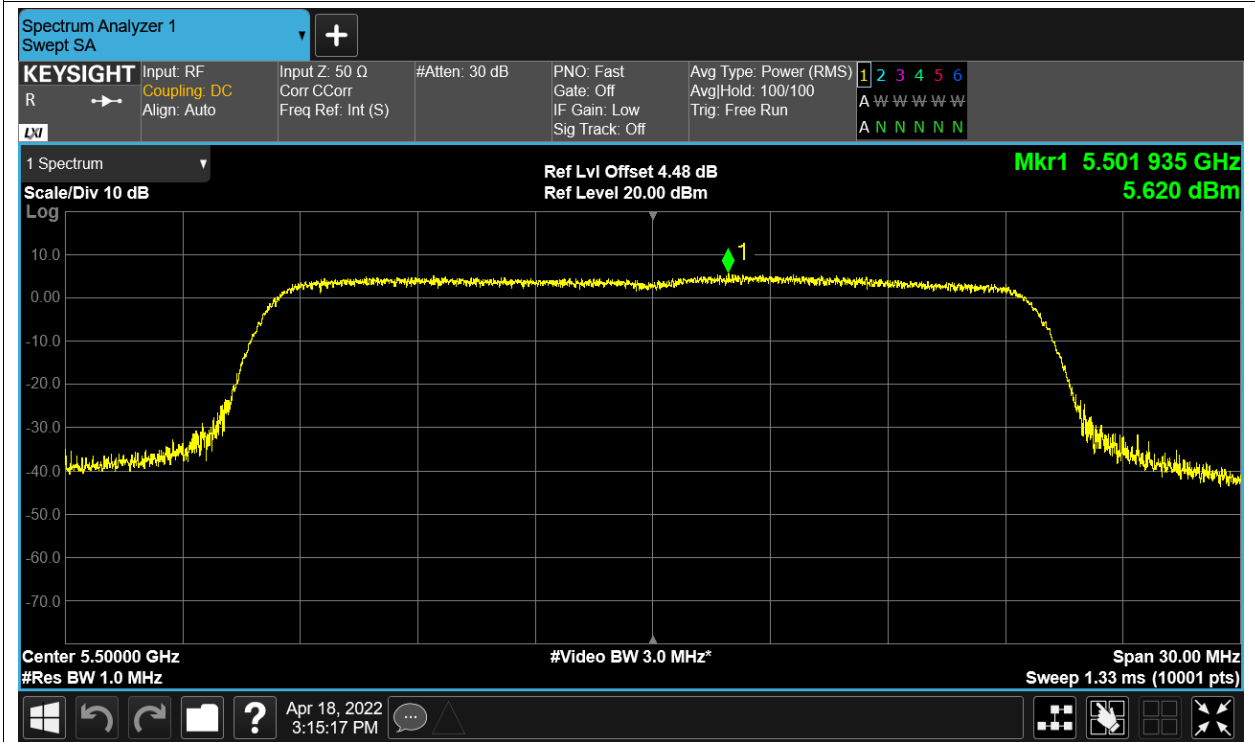 Spectrum Analyzer 1
Swept SA
+
KEYSIGHT Input: RF Input Z: 50 Ω #Atten: 30 dB PNO: Fast Avg Type: Power (RMS) 1 2 3 4 5 6
R Coupling: DC Corr CCorr Gate: Off Avg|Hold: 100/100 A W W W W W
Align: Auto Freq Ref: Int (S) IF Gain: Low Trig: Free Run
LXI Sig Track: Off A N N N N N
1 Spectrum Ref Lvl Offset 4.48 dB Mkr1 5.501 935 GHz
Scale/Div 10 dB Ref Level 20.00 dBm 5.620 dBm
Log
1
10.0
0.00
-10.0
-20.0
-30.0
-40.0
-50.0
-60.0
-70.0
Center 5.50000 GHz #Video BW 3.0 MHz* Span 30.00 MHz
#Res BW 1.0 MHz Sweep 1.33 ms (10001 pts)
? Apr 18, 2022
3:15:17 PM